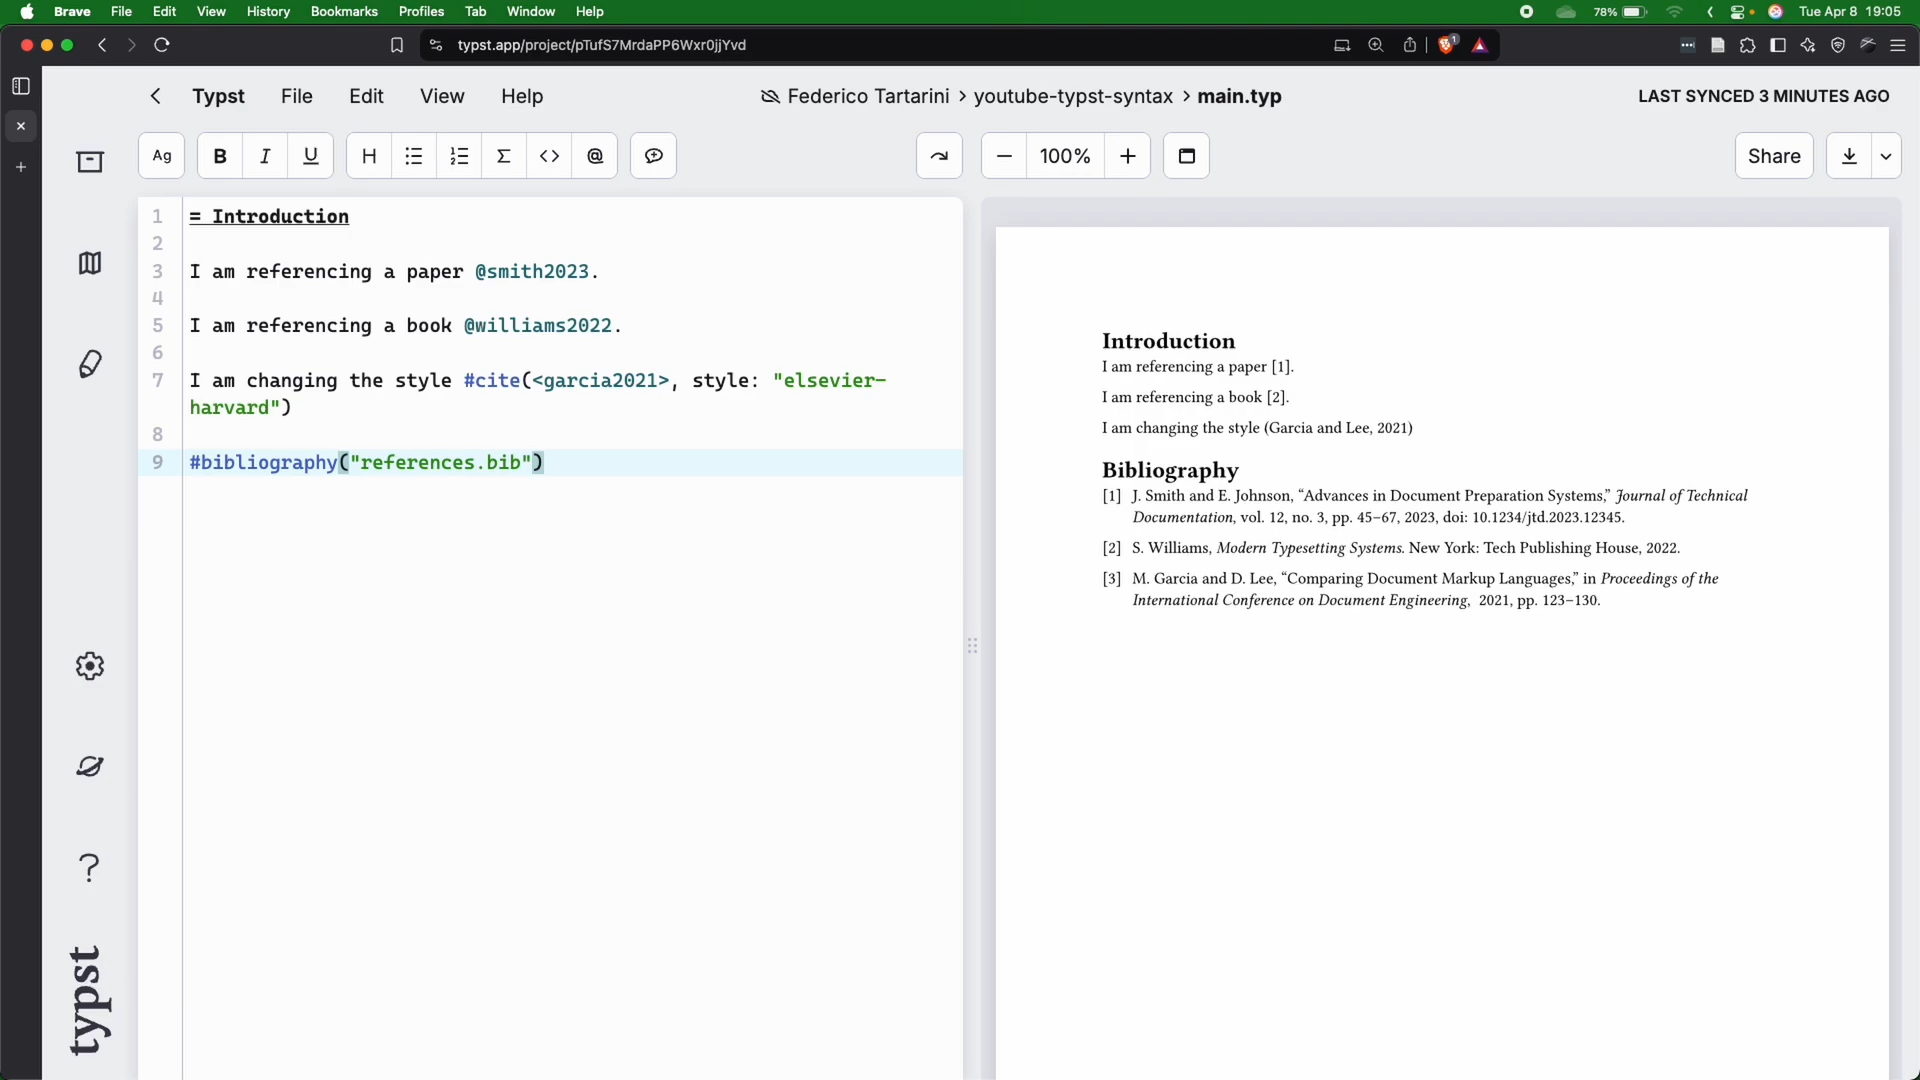 Brave File Edit View History Bookmarks Profiles Tab Window Help 78% Tue Apr 8 19:05
typst.app/project/pTufS7MrdaPP6Wxr0jjYvd 1
Typst File Edit View Help Federico Tartarini > youtube-typst-syntax > main.typ LAST SYNCED 3 MINUTES AGO
Ag B I U H Σ <> @ 100% Share
1 = Introduction
2
3 I am referencing a paper @smith2023.
4
5 I am referencing a book @williams2022.
6
7 I am changing the style #cite(<garcia2021>, style: "elsevier-
harvard")
8
9 #bibliography("references.bib")
typst
Introduction
I am referencing a paper [1].
I am referencing a book [2].
I am changing the style (Garcia and Lee, 2021)
Bibliography
[1] J. Smith and E. Johnson, “Advances in Document Preparation Systems,” Journal of Technical
Documentation, vol. 12, no. 3, pp. 45–67, 2023, doi: 10.1234/jtd.2023.12345.
[2] S. Williams, Modern Typesetting Systems. New York: Tech Publishing House, 2022.
[3] M. Garcia and D. Lee, “Comparing Document Markup Languages,” in Proceedings of the
International Conference on Document Engineering, 2021, pp. 123–130.